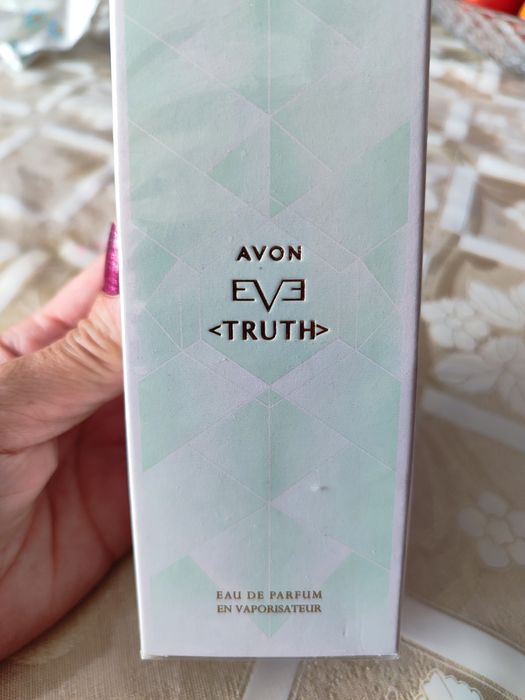 AVON
EVE
<TRUTH>
EAU DE PARFUM
EN VAPORISATEUR